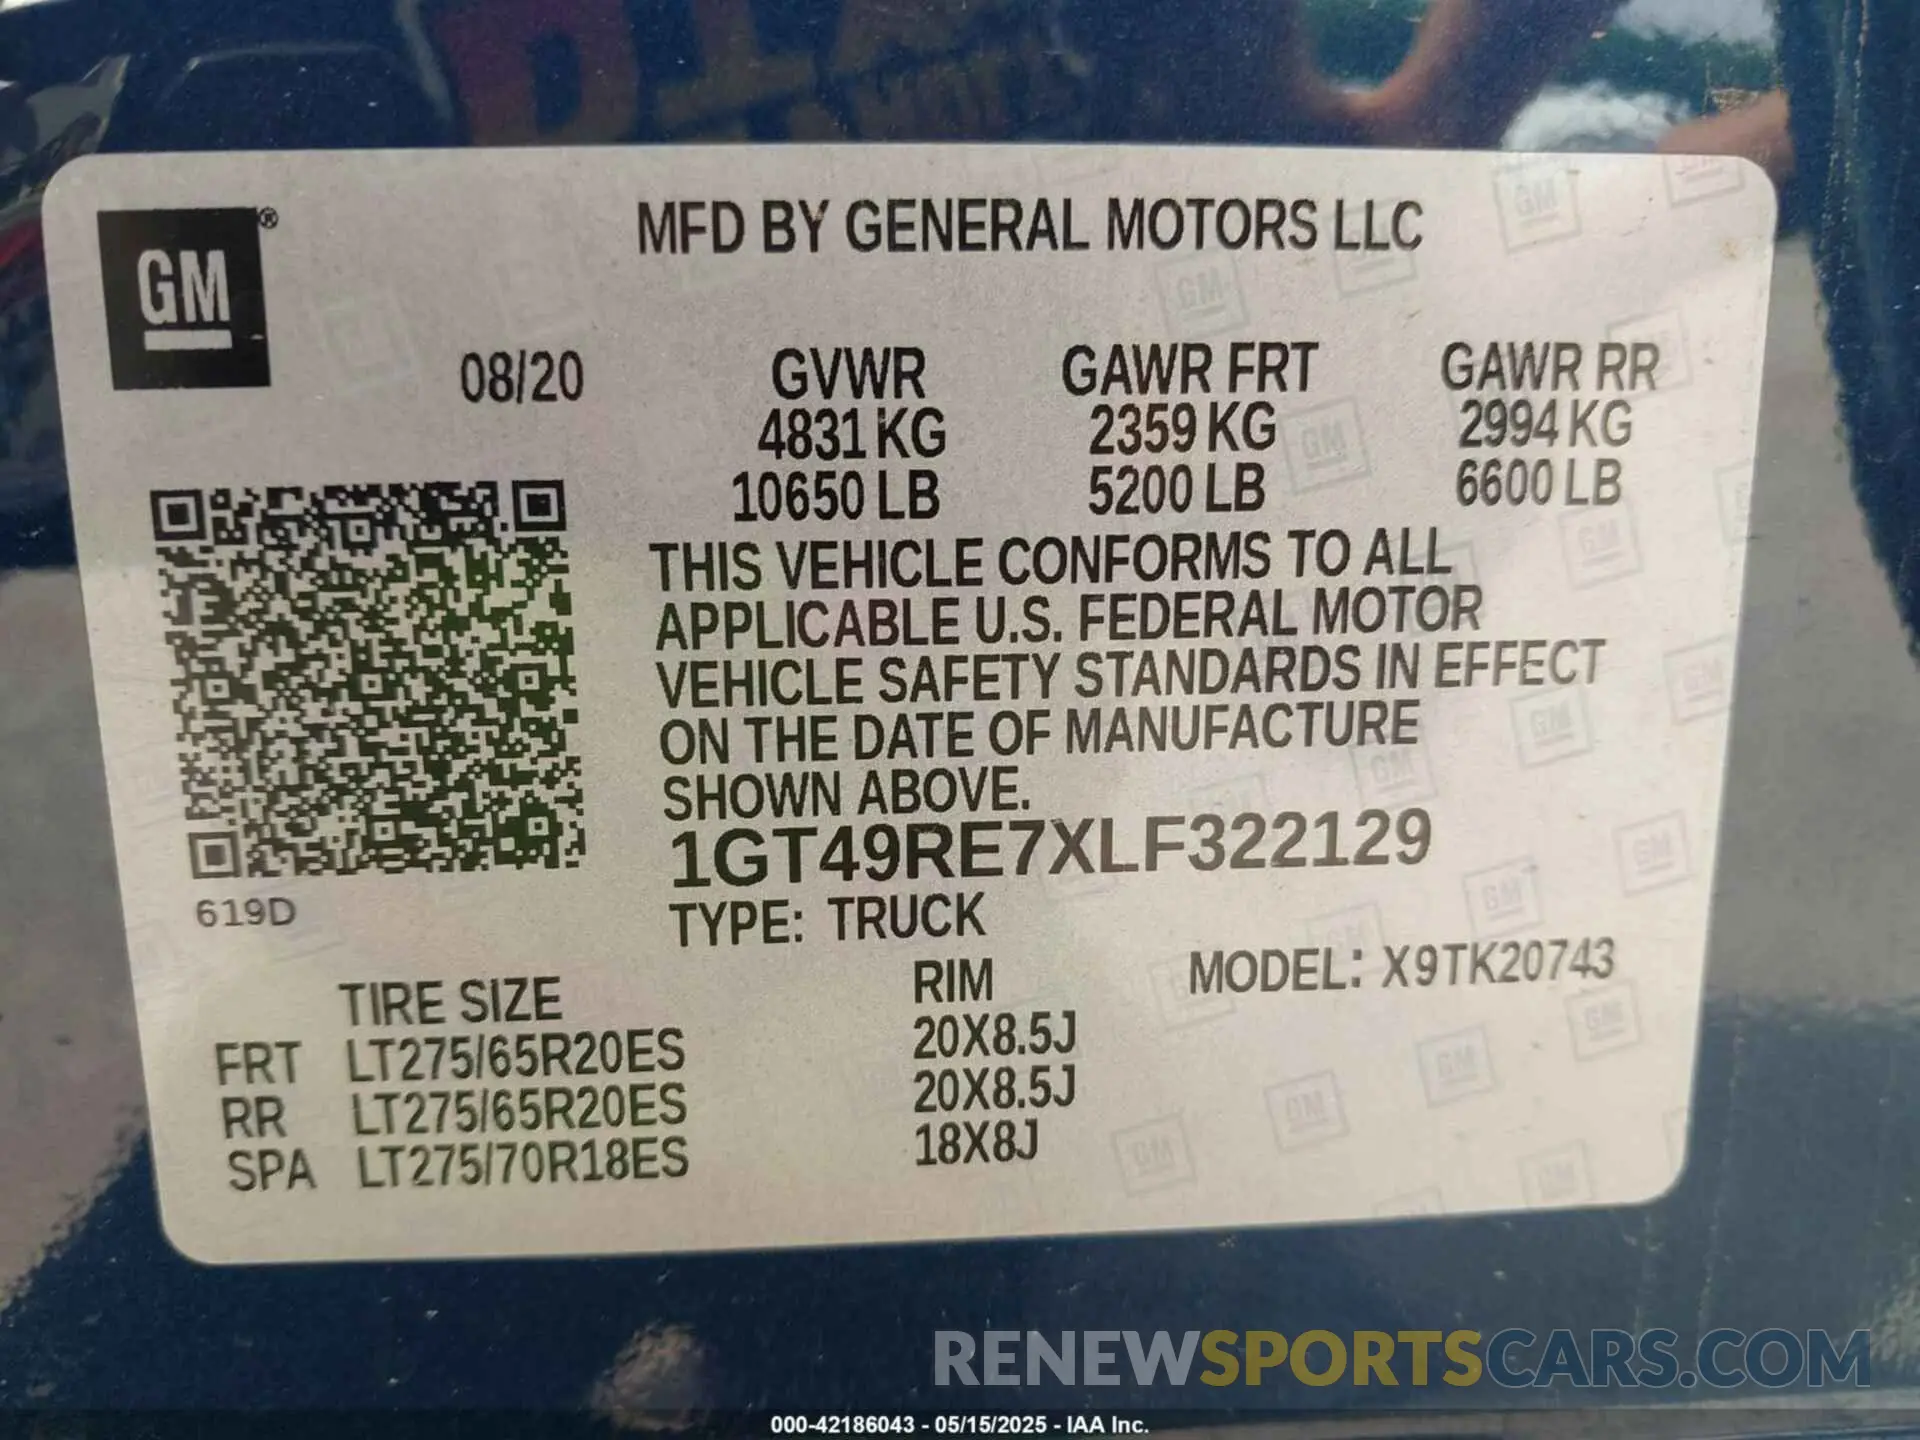 GM®
MFD BY GENERAL MOTORS LLC
08/20 GVWR GAWR FRT GAWR RR
4831 KG 2359 KG 2994 KG
10650 LB 5200 LB 6600 LB
THIS VEHICLE CONFORMS TO ALL
APPLICABLE U.S. FEDERAL MOTOR
VEHICLE SAFETY STANDARDS IN EFFECT
ON THE DATE OF MANUFACTURE
SHOWN ABOVE.
1GT49RE7XLF322129
619D
TYPE: TRUCK
TIRE SIZE RIM MODEL: X9TK20743
FRT LT275/65R20ES 20X8.5J
RR LT275/65R20ES 20X8.5J
SPA LT275/70R18ES 18X8J
RENEWSPORTSCARS.COM
000-42186043 - 05/15/2025 - IAA Inc.